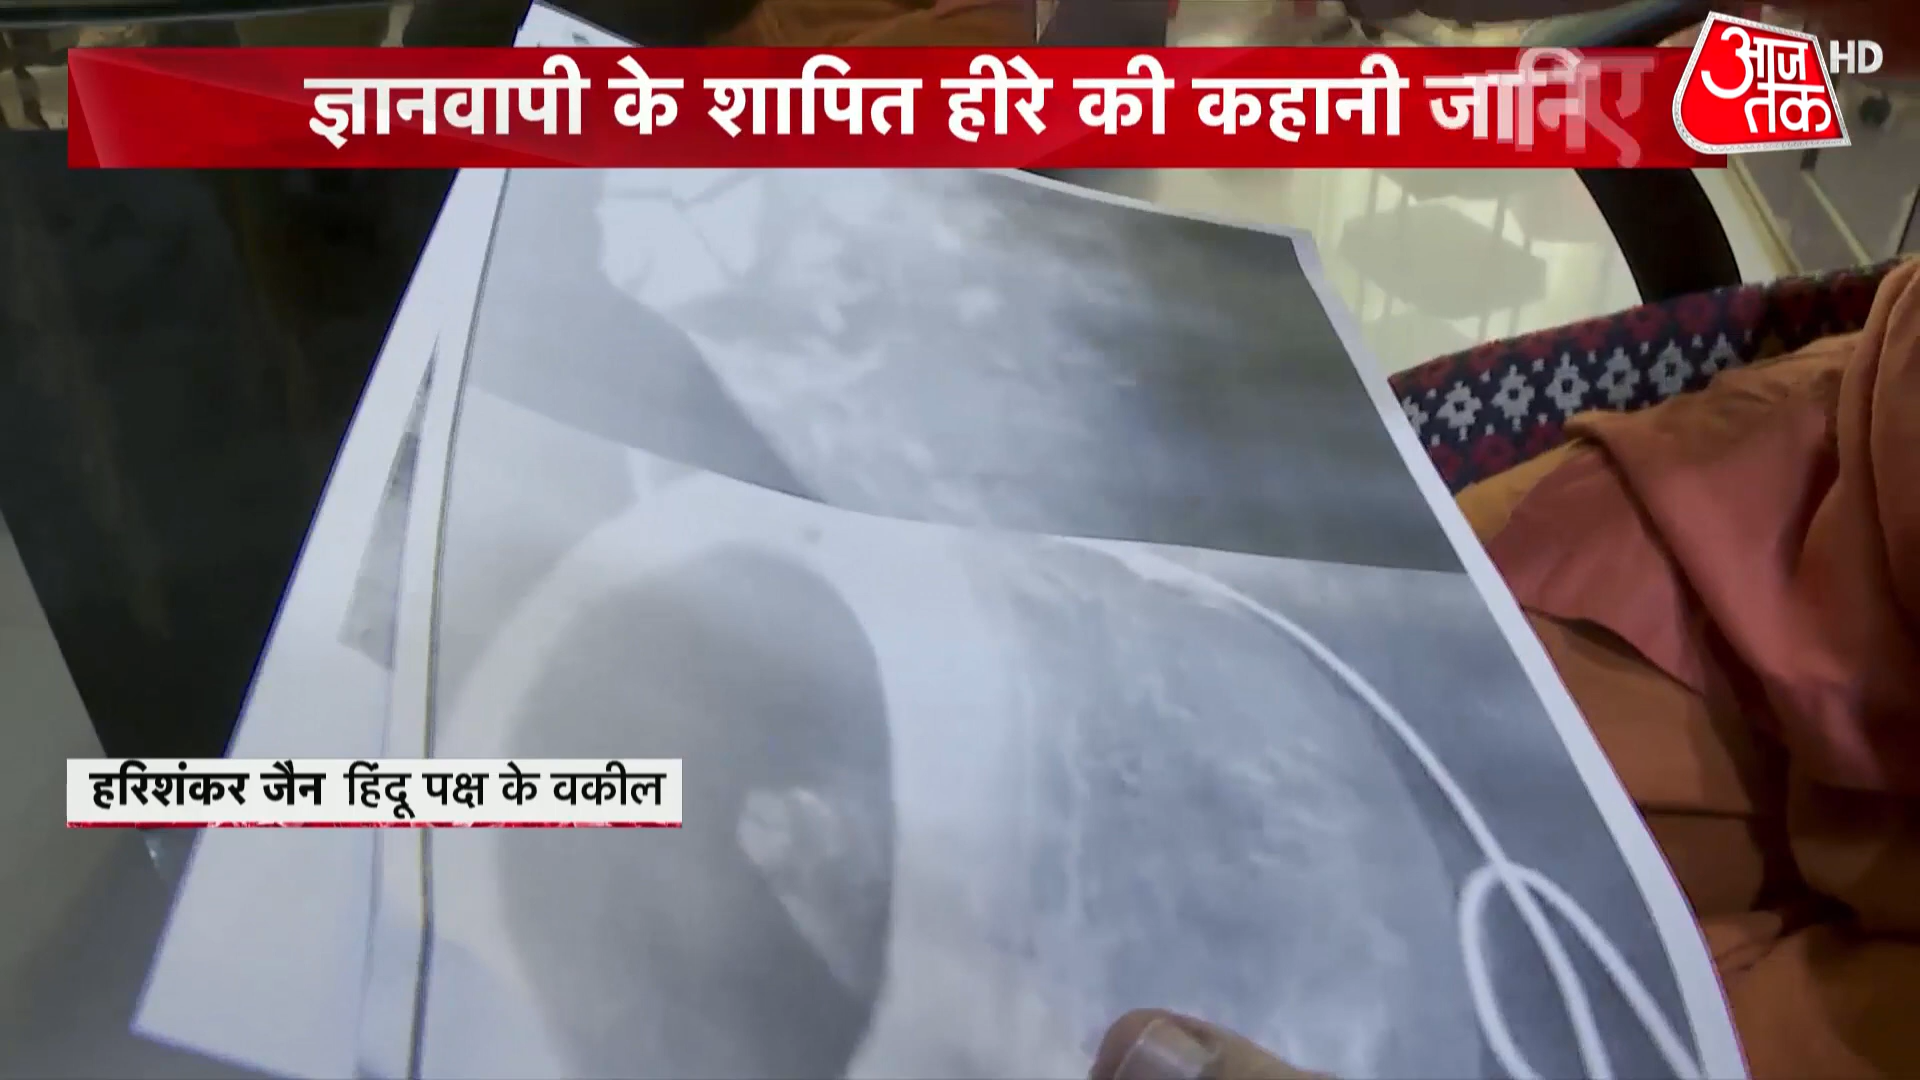 ज्ञानवापी के शापित हीरे की कहानी जानिए
आज
तक
HD
हरिशंकर जैन हिंदू पक्ष के वकील